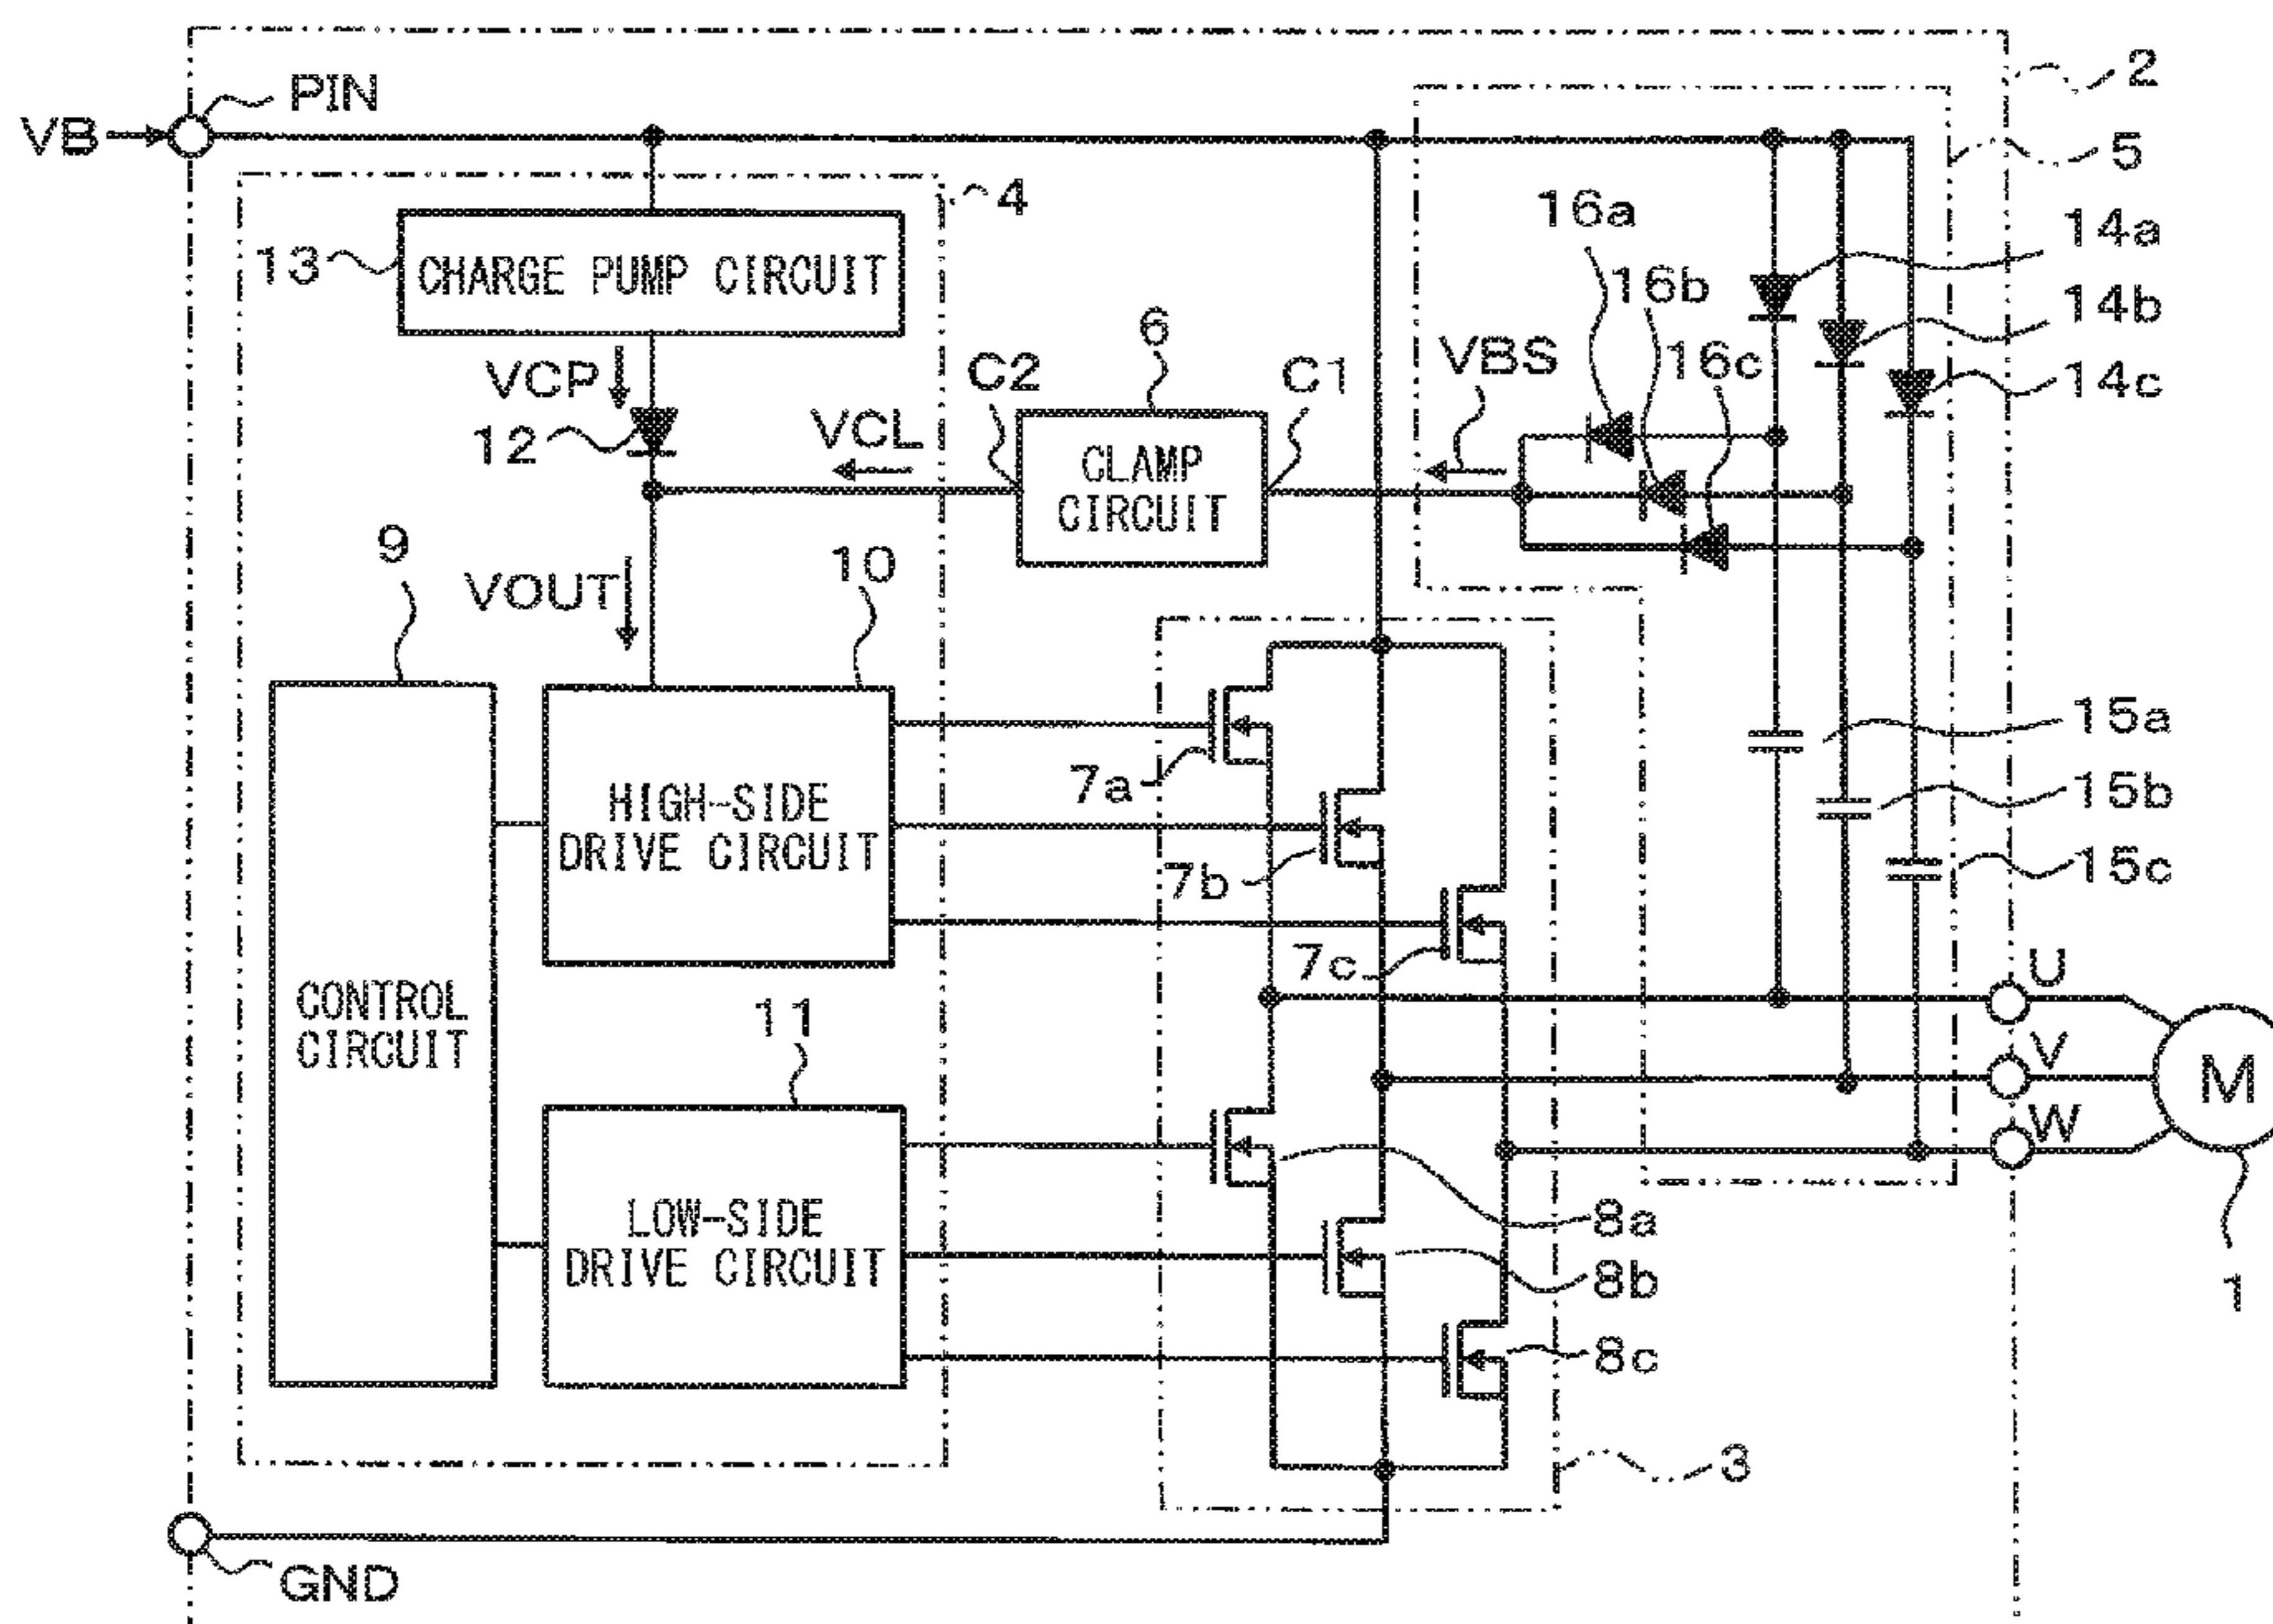 PIN
2
VB
5
4
16a
14a
13
CHARGE PUMP CIRCUIT
16b
14b
6
VCP
C2
C1
VBS
16c
14c
12
VCL
CLAMP
CIRCUIT
9
VOUT
10
15a
7a
HIGH-SIDE
DRIVE CIRCUIT
15b
7b
15c
7c
U
CONTROL
CIRCUIT
11
V
M
W
LOW-SIDE
DRIVE CIRCUIT
8a
8b
1
8c
3
GND